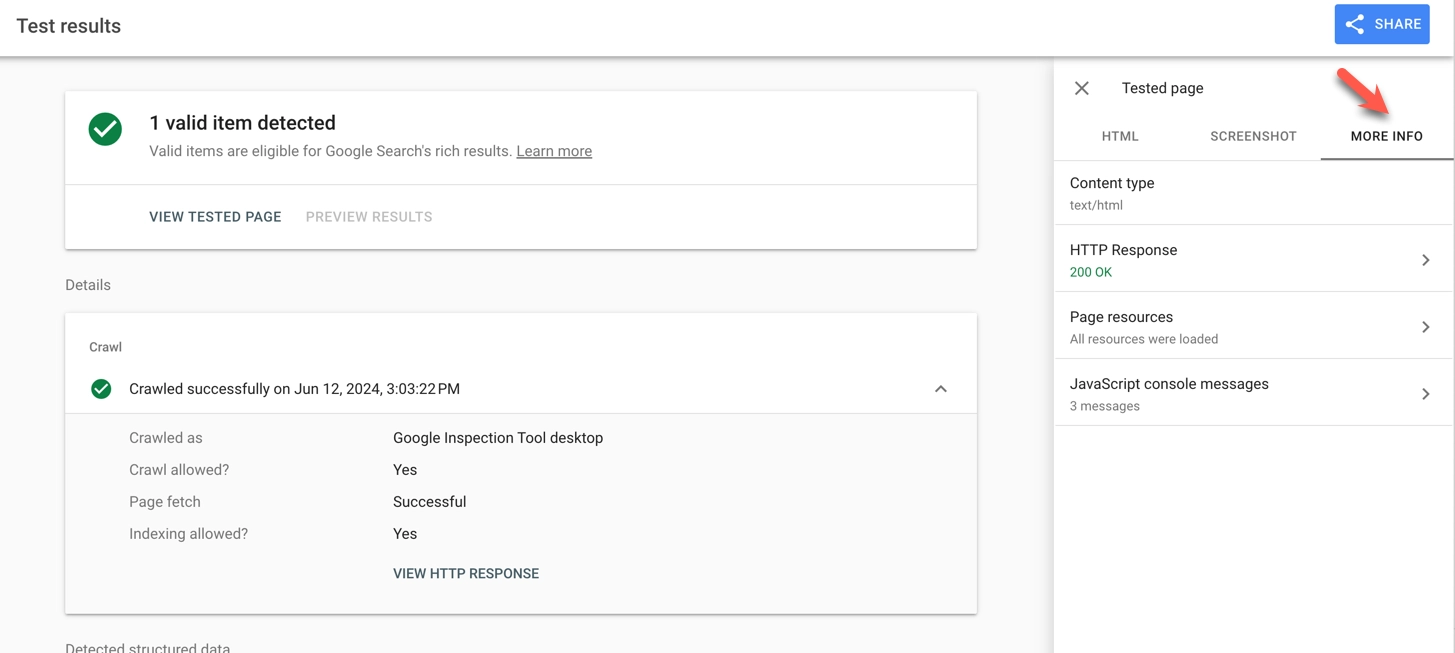 Test results
SHARE
1 valid item detected
Valid items are eligible for Google Search's rich results. Learn more
VIEW TESTED PAGE PREVIEW RESULTS
Details
Crawl
Crawled successfully on Jun 12, 2024, 3:03:22 PM
Crawled as Google Inspection Tool desktop
Crawl allowed? Yes
Page fetch Successful
Indexing allowed? Yes
VIEW HTTP RESPONSE
Detected structured data
Tested page
HTML SCREENSHOT MORE INFO
Content type
text/html
HTTP Response
200 OK
Page resources
All resources were loaded
JavaScript console messages
3 messages